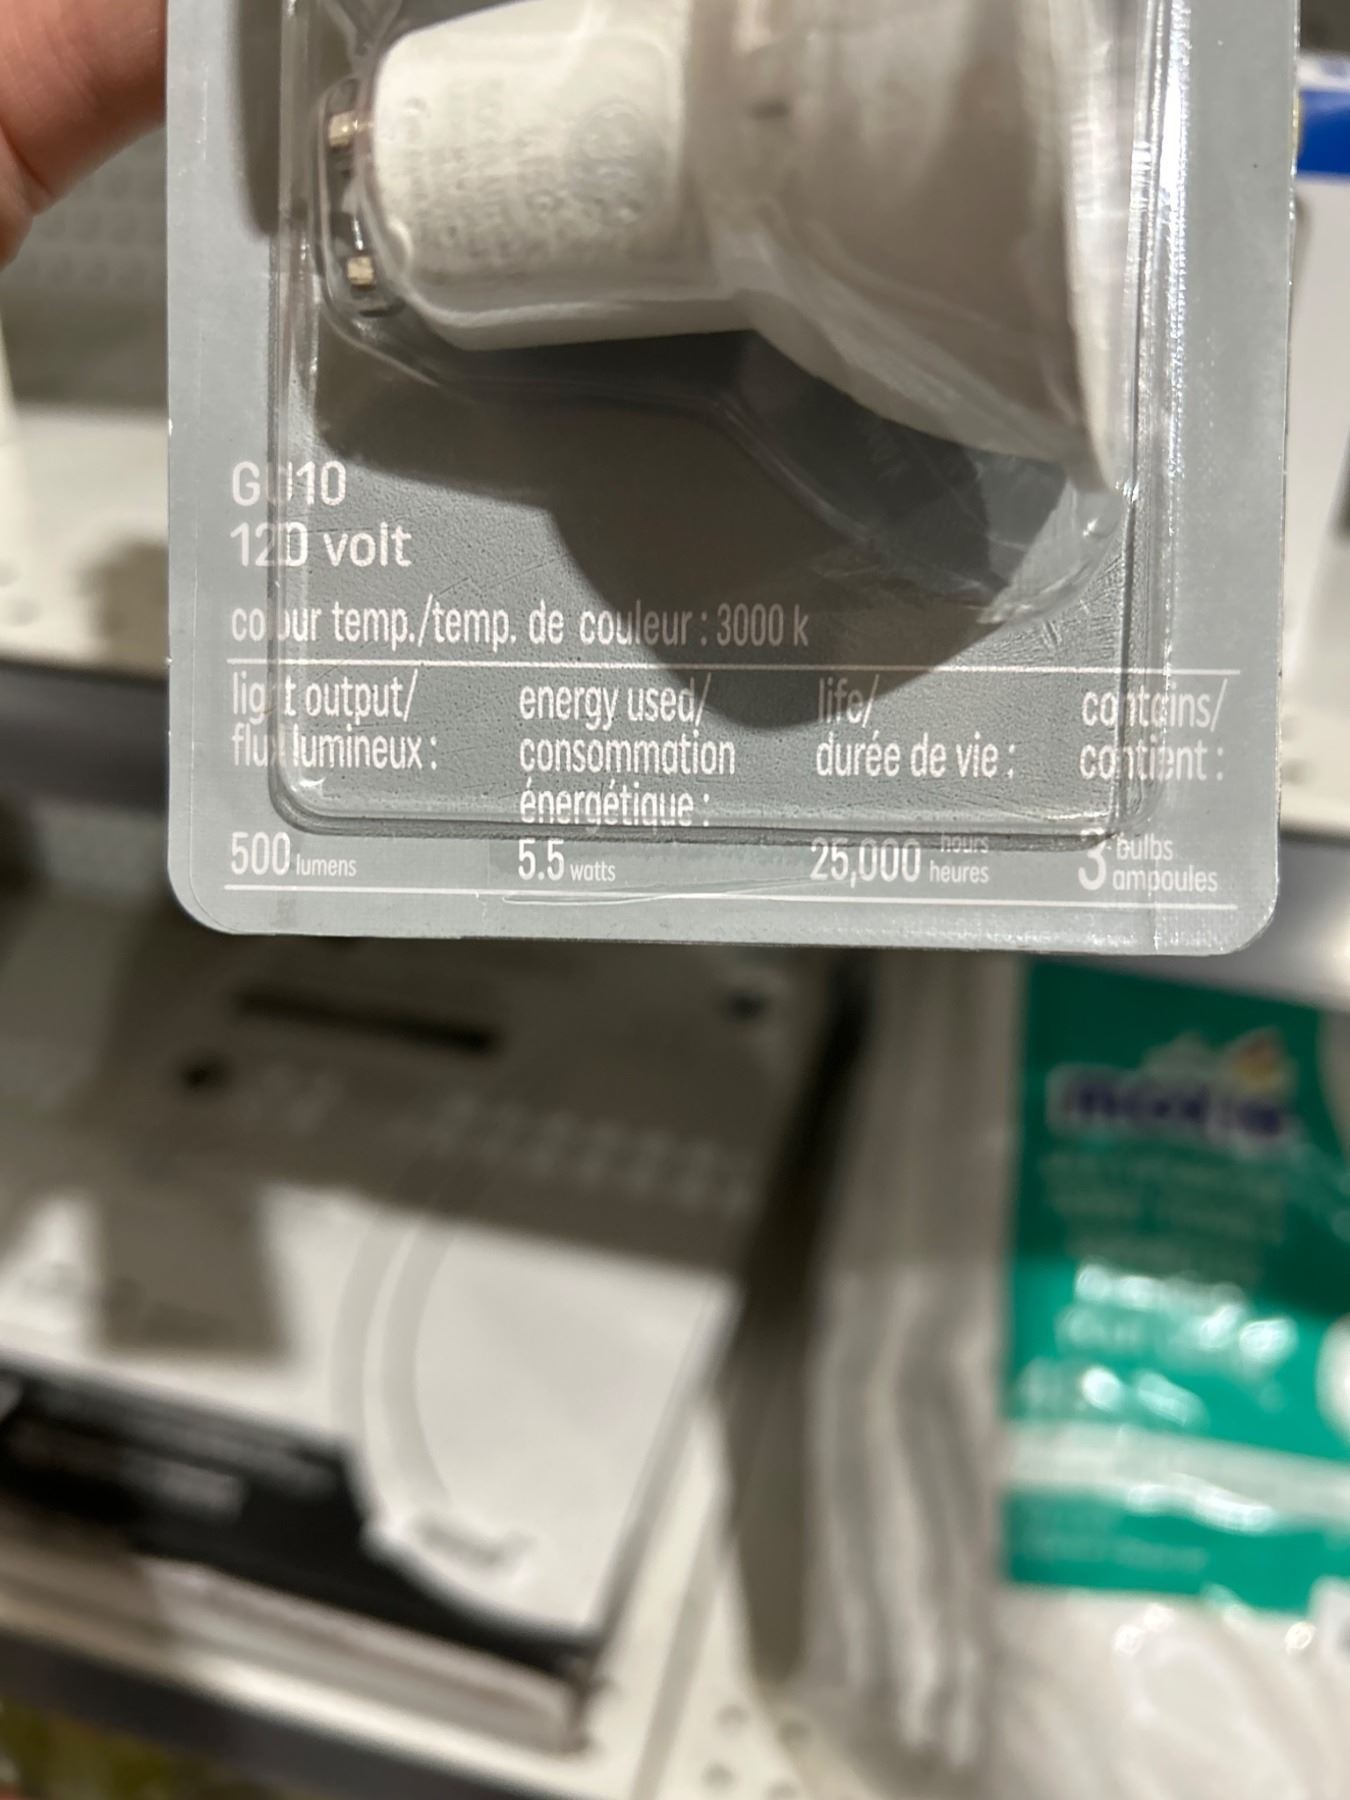 GU10
120 volt
colour temp./temp. de couleur : 3000 k
light output/
flux lumineux :
500 lumens
energy used/
consommation
énergétique :
5.5 watts
life/
durée de vie :
25,000 hours
heures
contains/
contient :
3 bulbs
ampoules